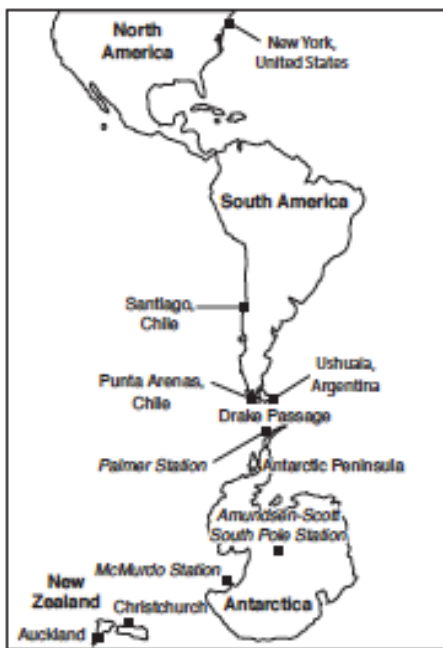 North
America
New York,
United States
South America
Santiago,
Chile
Ushuaia,
Argentina
Punta Arenas,
Chile
Drake Passage
Palmer Station
Antarctic Peninsula
Amundsen-Scott
South Pole Station
McMurdo Station
New
Zealand
Christchurch
Antarctica
Auckland